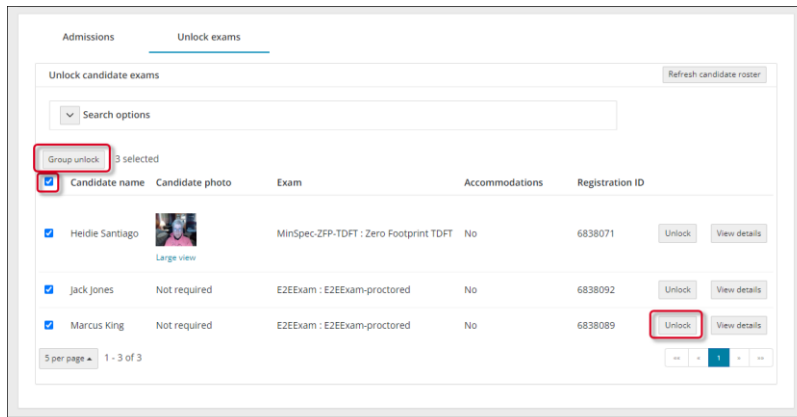 Admissions Unlock exams
Unlock candidate exams Refresh candidate roster
Search options
Group unlock 3 selected
Candidate name Candidate photo Exam Accommodations Registration ID
Heidie Santiago MinSpec-ZFP-TDFT : Zero Footprint TDFT No 6838071 Unlock View details
Large view
Jack Jones Not required E2EExam : E2EExam-proctored No 6838092 Unlock View details
Marcus King Not required E2EExam : E2EExam-proctored No 6838089 Unlock View details
5 per page 1 - 3 of 3 « ‹ 1 › »